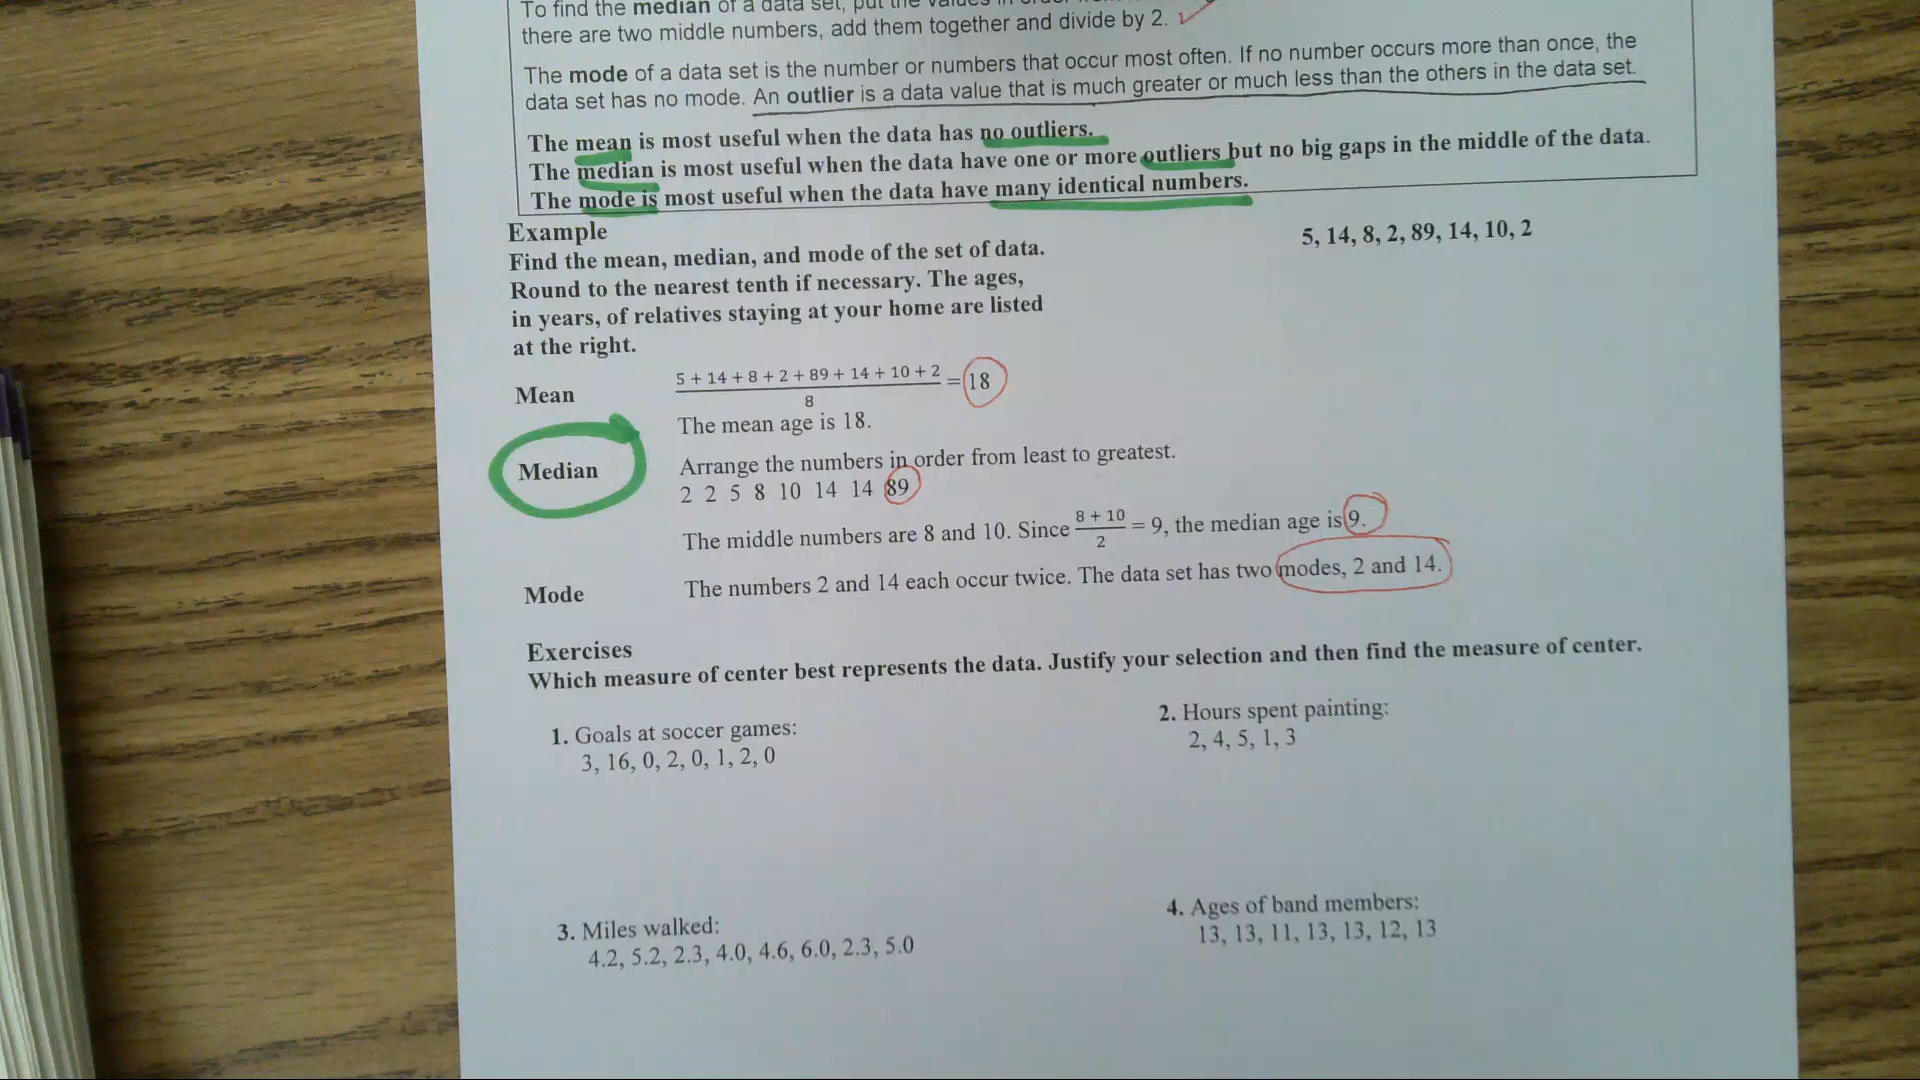 To find the median of a data set, put the values in order from
there are two middle numbers, add them together and divide by 2.
The mode of a data set is the number or numbers that occur most often. If no number occurs more than once, the
data set has no mode. An outlier is a data value that is much greater or much less than the others in the data set.
The mean is most useful when the data has no outliers.
The median is most useful when the data have one or more outliers but no big gaps in the middle of the data.
The mode is most useful when the data have many identical numbers.
Example
Find the mean, median, and mode of the set of data.
Round to the nearest tenth if necessary. The ages,
in years, of relatives staying at your home are listed
at the right.
5, 14, 8, 2, 89, 14, 10, 2
Mean
5 + 14 + 8 + 2 + 89 + 14 + 10 + 2
8
= 18
The mean age is 18.
Median
Arrange the numbers in order from least to greatest.
2 2 5 8 10 14 14 89
The middle numbers are 8 and 10. Since (8 + 10)/2 = 9, the median age is 9.
Mode
The numbers 2 and 14 each occur twice. The data set has two modes, 2 and 14.
Exercises
Which measure of center best represents the data. Justify your selection and then find the measure of center.
1. Goals at soccer games:
3, 16, 0, 2, 0, 1, 2, 0
2. Hours spent painting:
2, 4, 5, 1, 3
3. Miles walked:
4.2, 5.2, 2.3, 4.0, 4.6, 6.0, 2.3, 5.0
4. Ages of band members:
13, 13, 11, 13, 13, 12, 13